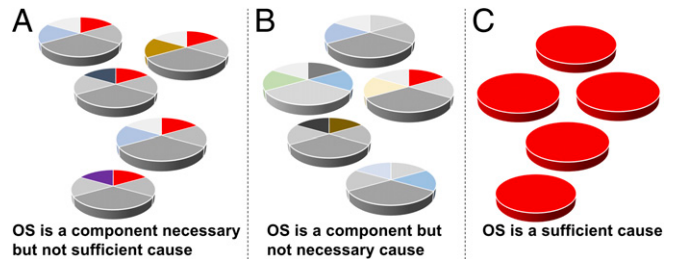 A
B
C
OS is a component necessary
but not sufficient cause
OS is a component but
not necessary cause
OS is a sufficient cause